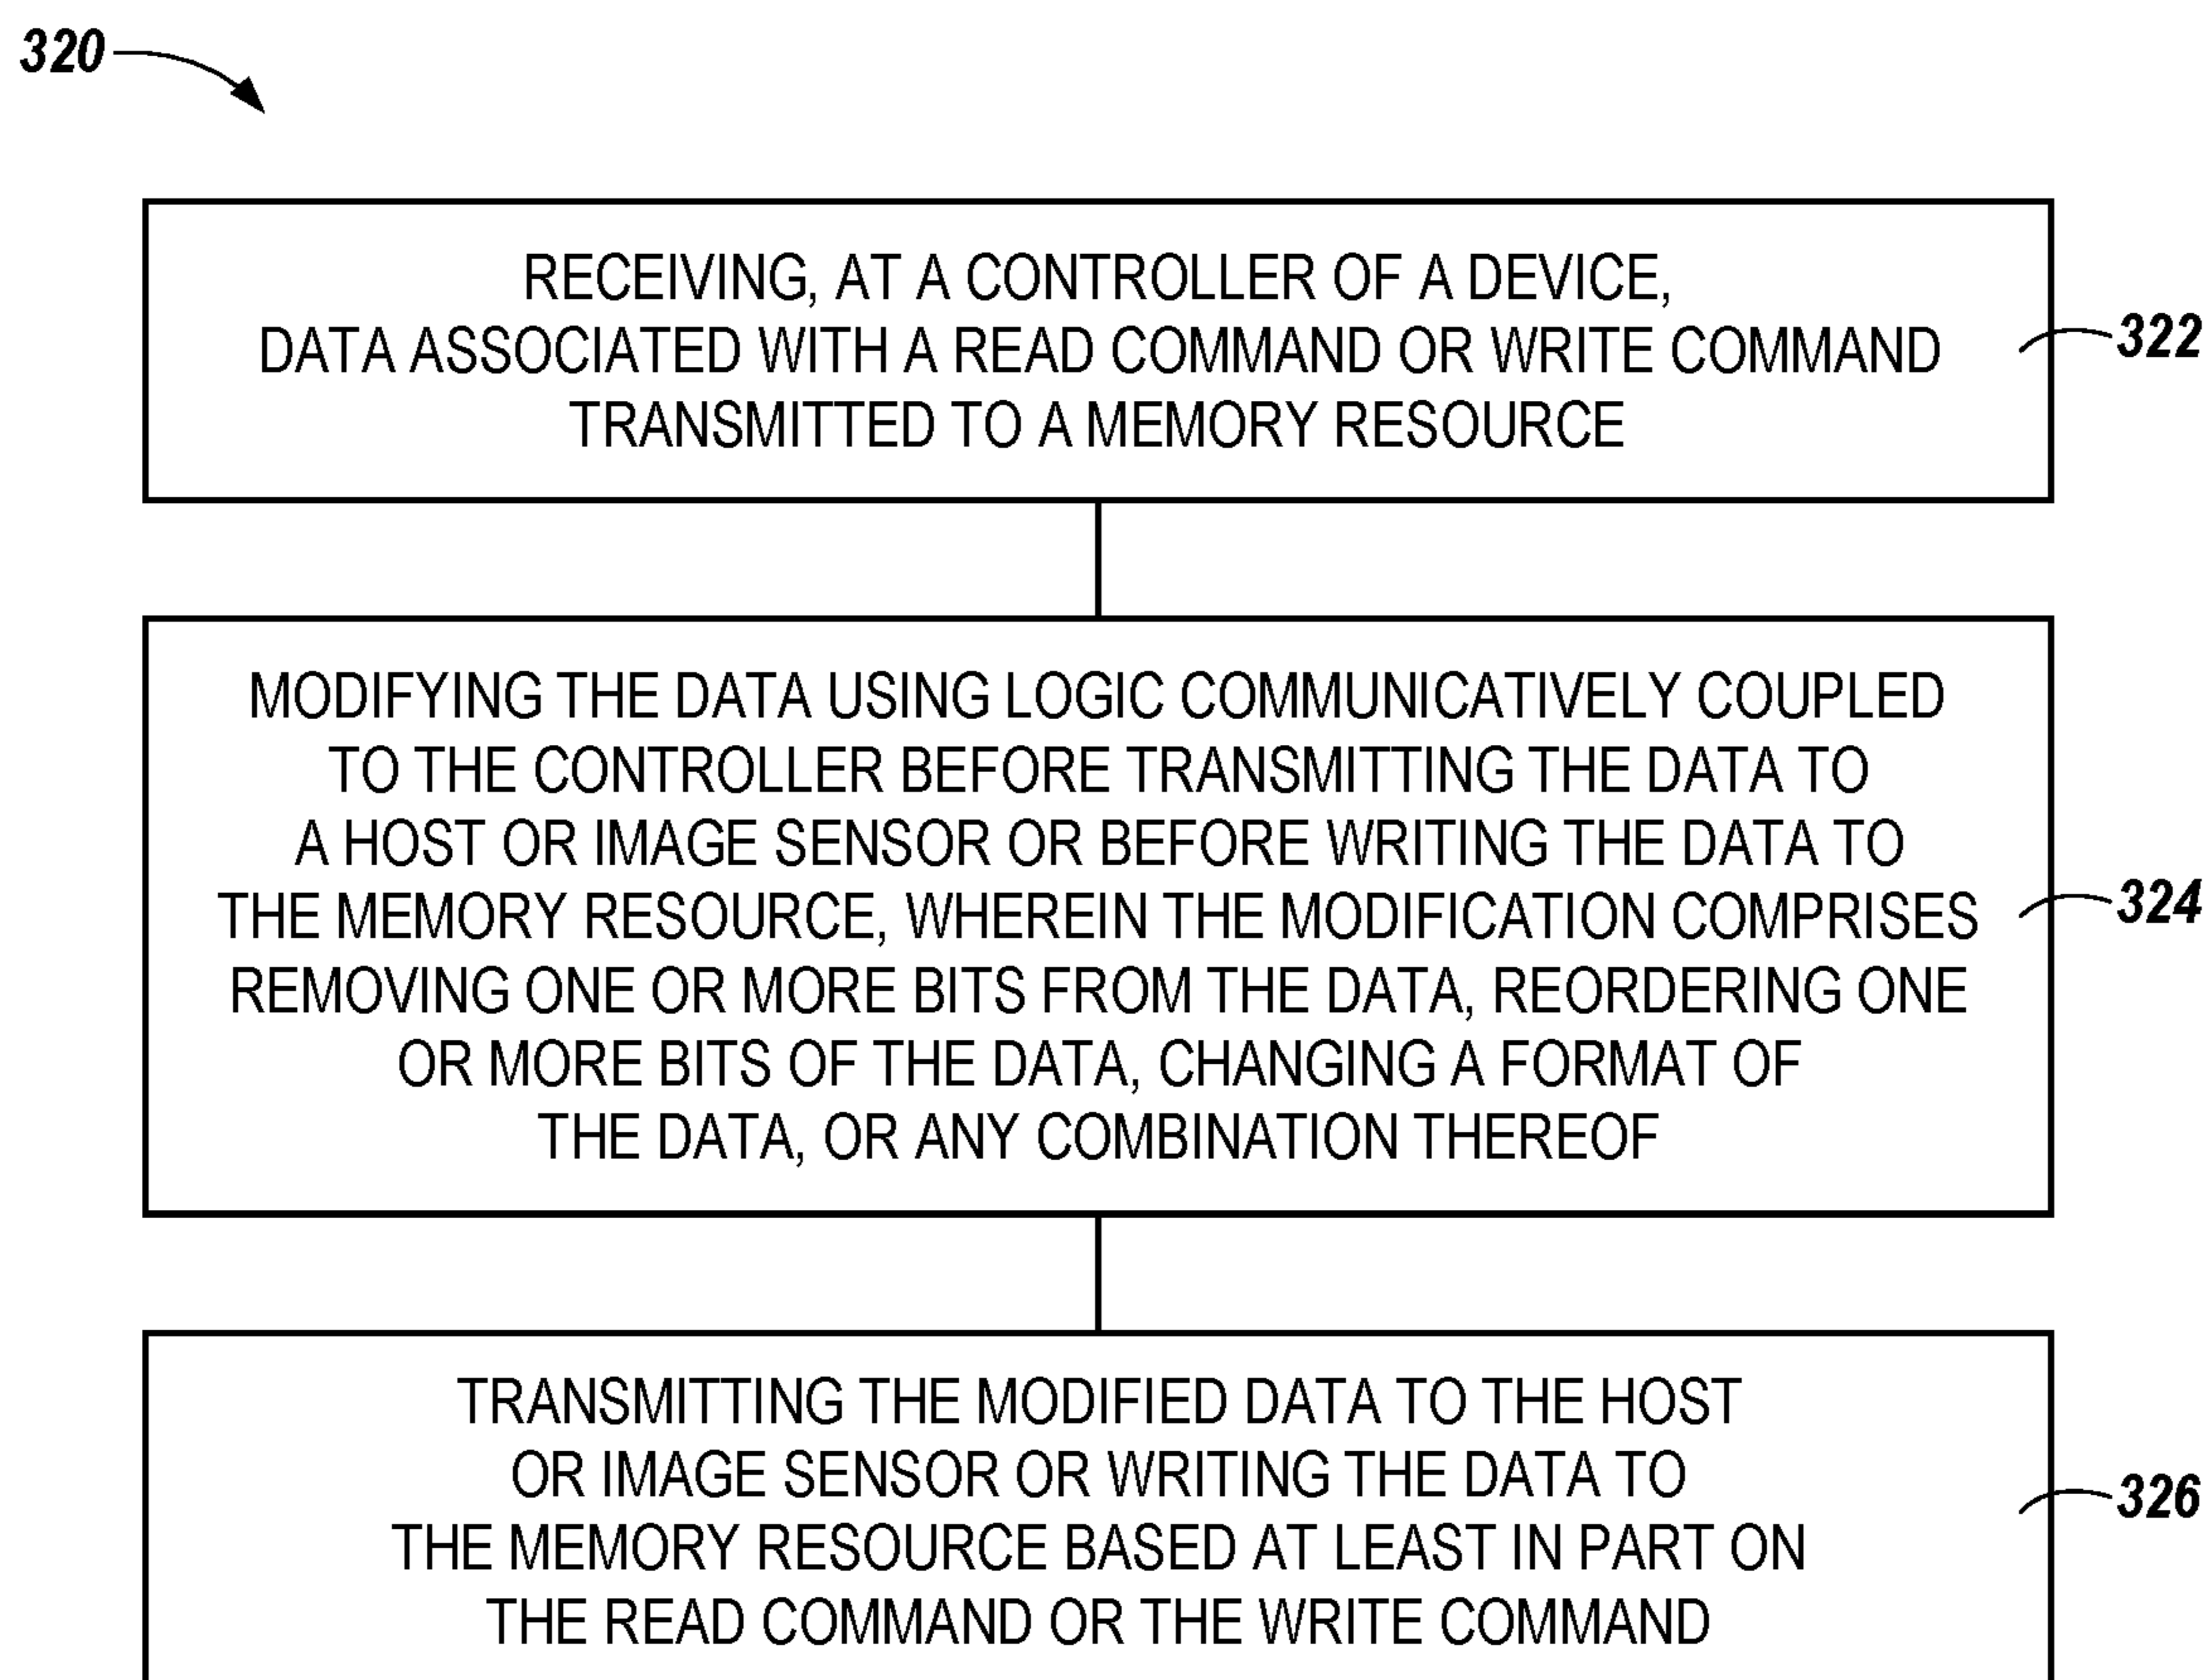 320
RECEIVING, AT A CONTROLLER OF A DEVICE,
DATA ASSOCIATED WITH A READ COMMAND OR WRITE COMMAND
TRANSMITTED TO A MEMORY RESOURCE
322
MODIFYING THE DATA USING LOGIC COMMUNICATIVELY COUPLED
TO THE CONTROLLER BEFORE TRANSMITTING THE DATA TO
A HOST OR IMAGE SENSOR OR BEFORE WRITING THE DATA TO
THE MEMORY RESOURCE, WHEREIN THE MODIFICATION COMPRISES
REMOVING ONE OR MORE BITS FROM THE DATA, REORDERING ONE
OR MORE BITS OF THE DATA, CHANGING A FORMAT OF
THE DATA, OR ANY COMBINATION THEREOF
324
TRANSMITTING THE MODIFIED DATA TO THE HOST
OR IMAGE SENSOR OR WRITING THE DATA TO
THE MEMORY RESOURCE BASED AT LEAST IN PART ON
THE READ COMMAND OR THE WRITE COMMAND
326